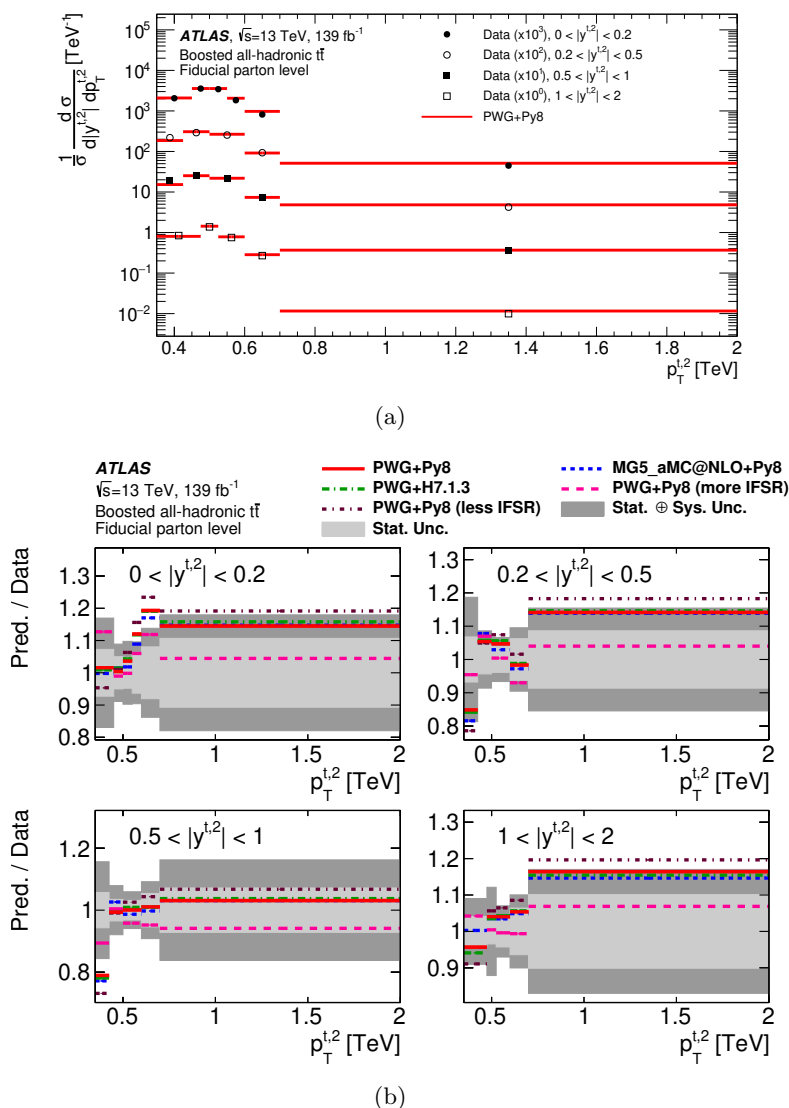 ATLAS, √s=13 TeV, 139 fb⁻¹
Boosted all-hadronic tt̄
Fiducial parton level
Data (x10³), 0 < |y^{t,2}| < 0.2
Data (x10²), 0.2 < |y^{t,2}| < 0.5
Data (x10¹), 0.5 < |y^{t,2}| < 1
Data (x10⁰), 1 < |y^{t,2}| < 2
PWG+Py8
1/σ d σ / d|y^{t,2}| dp_T^{t,2} [TeV⁻¹]
10⁵
10⁴
10³
10²
10
1
10⁻¹
10⁻²
0.4 0.6 0.8 1 1.2 1.4 1.6 1.8 2
p_T^{t,2} [TeV]
(a)
ATLAS
√s=13 TeV, 139 fb⁻¹
Boosted all-hadronic tt̄
Fiducial parton level
PWG+Py8
PWG+H7.1.3
PWG+Py8 (less IFSR)
Stat. Unc.
MG5_aMC@NLO+Py8
PWG+Py8 (more IFSR)
Stat. ⊕ Sys. Unc.
Pred. / Data
0 < |y^{t,2}| < 0.2
1.3
1.2
1.1
1.0
0.9
0.8
0.5 1 1.5 2
p_T^{t,2} [TeV]
0.2 < |y^{t,2}| < 0.5
1.3
1.2
1.1
1
0.9
0.8
0.5 1 1.5 2
p_T^{t,2} [TeV]
Pred. / Data
0.5 < |y^{t,2}| < 1
1.2
1.0
0.8
0.5 1 1.5 2
p_T^{t,2} [TeV]
1 < |y^{t,2}| < 2
1.3
1.2
1.1
1
0.9
0.5 1 1.5 2
p_T^{t,2} [TeV]
(b)